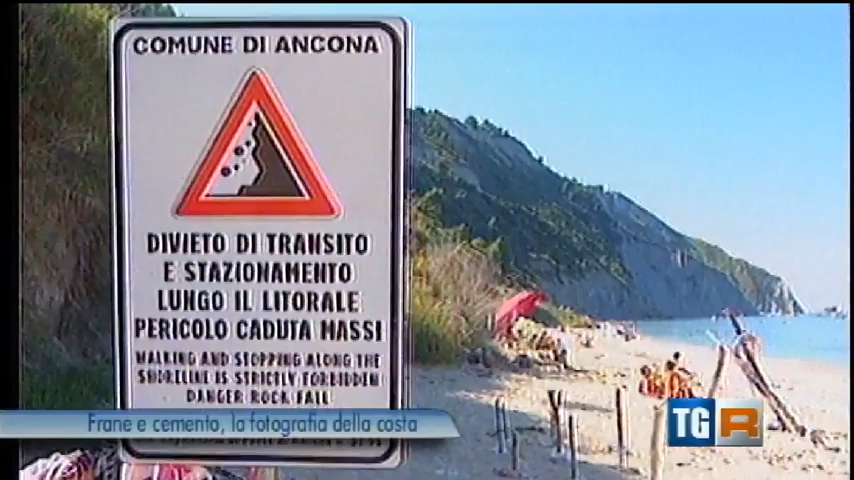 COMUNE DI ANCONA
DIVIETO DI TRANSITO
E STAZIONAMENTO
LUNGO IL LITORALE
PERICOLO CADUTA MASSI
WALKING AND STOPPING ALONG THE
SHORELINE IS STRICTLY FORBIDDEN
DANGER ROCK FALL
Frane e cemento, la fotografia della costa
TGR